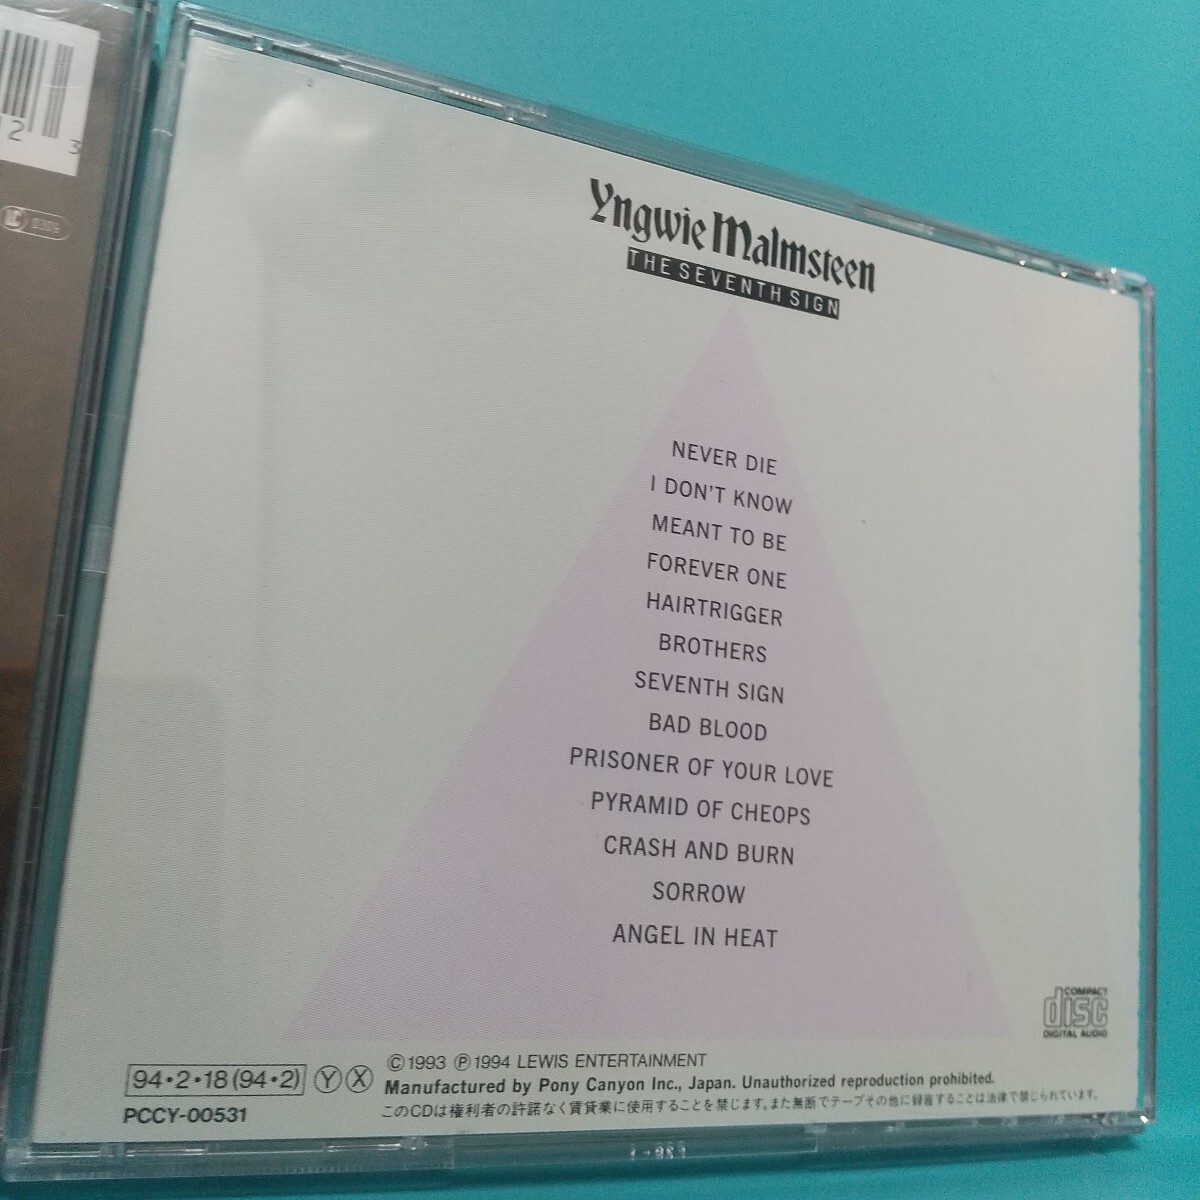 2 3
LC 0309
Yngwie Malmsteen
THE SEVENTH SIGN
NEVER DIE
I DON'T KNOW
MEANT TO BE
FOREVER ONE
HAIRTRIGGER
BROTHERS
SEVENTH SIGN
BAD BLOOD
PRISONER OF YOUR LOVE
PYRAMID OF CHEOPS
CRASH AND BURN
SORROW
ANGEL IN HEAT
COMPACT
disc
DIGITAL AUDIO
94・2・18(94・2) Ⓨ Ⓧ
PCCY-00531
©1993 ℗1994 LEWIS ENTERTAINMENT
Manufactured by Pony Canyon Inc., Japan. Unauthorized reproduction prohibited.
このCDは権利者の許諾なく賃貸業に使用することを禁じます。また無断でテープその他に録音することは法律で禁じられています。